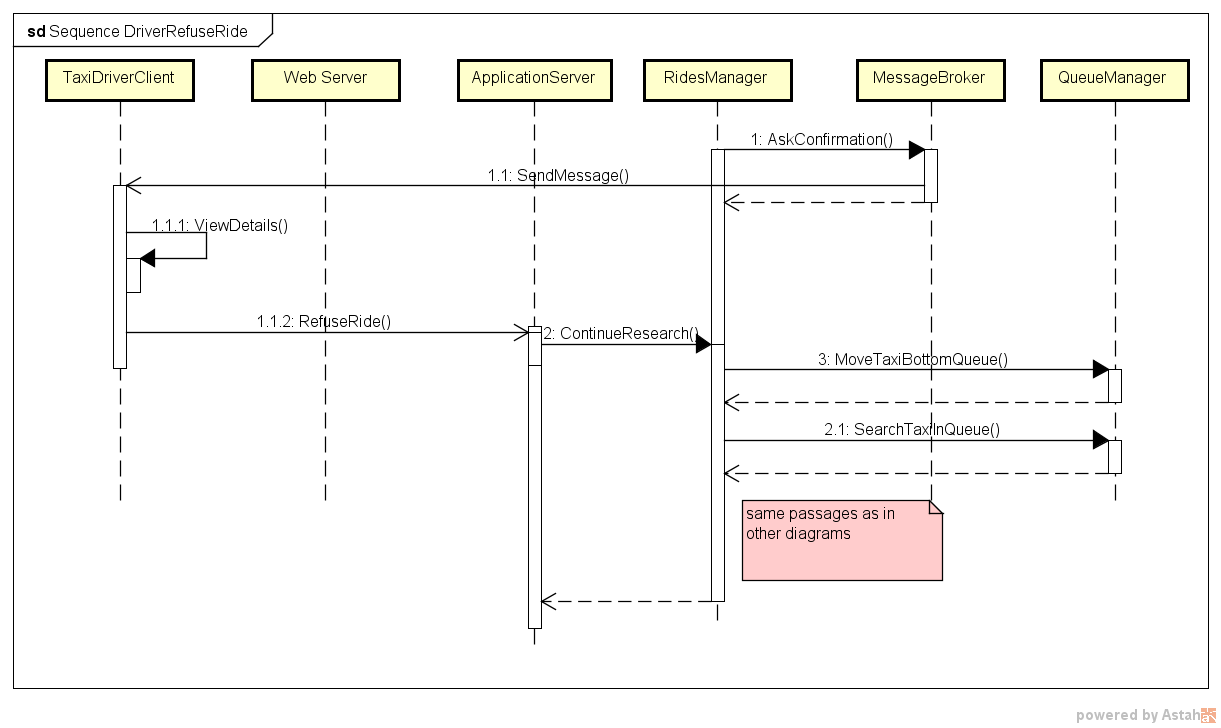 sd Sequence DriverRefuseRide
TaxiDriverClient
Web Server
ApplicationServer
RidesManager
MessageBroker
QueueManager
1: AskConfirmation()
1.1: SendMessage()
1.1.1: ViewDetails()
1.1.2: RefuseRide()
2: ContinueResearch()
3: MoveTaxiBottomQueue()
2.1: SearchTaxiInQueue()
same passages as in
other diagrams
powered by Astah